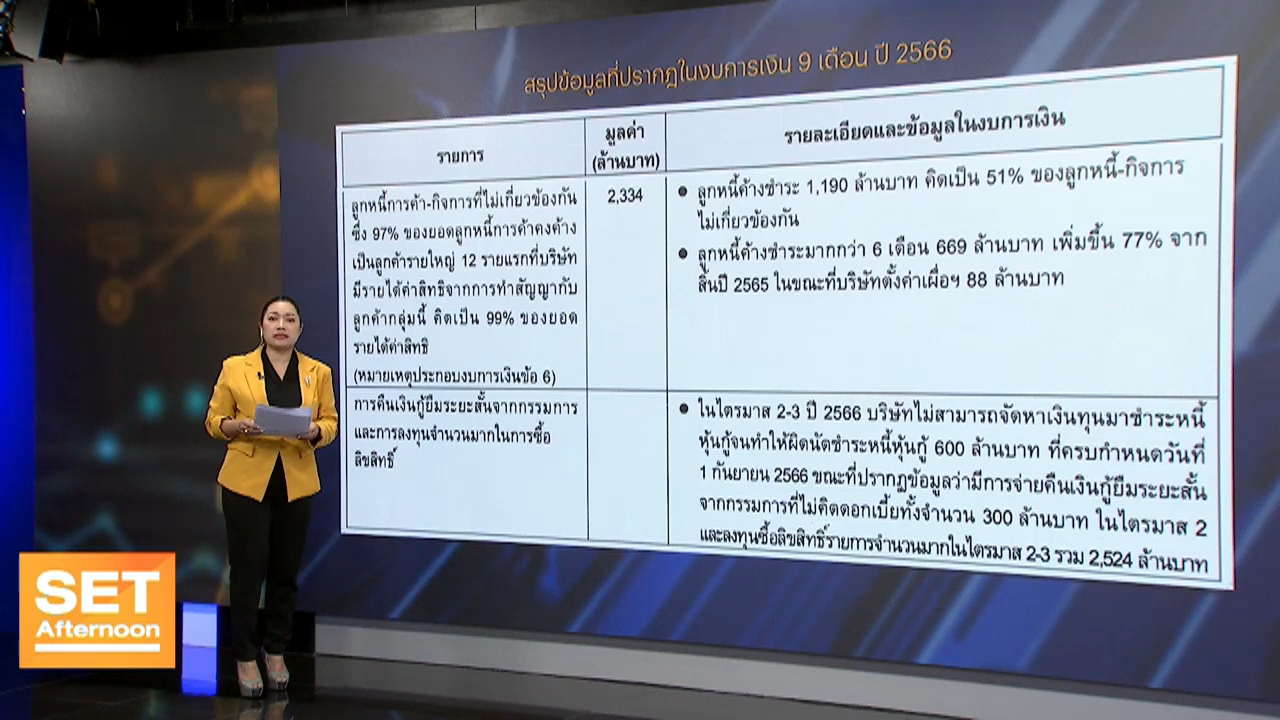 สรุปข้อมูลที่ปรากฏในงบการเงิน 9 เดือน ปี 2566
รายการ
มูลค่า
(ล้านบาท)
รายละเอียดและข้อมูลในงบการเงิน
ลูกหนี้การค้า-กิจการที่ไม่เกี่ยวข้องกัน
ซึ่ง 97% ของยอดลูกหนี้การค้าคงค้าง
เป็นลูกค้ารายใหญ่ 12 รายแรกที่บริษัท
มีรายได้ค่าสิทธิจากการทำสัญญากับ
ลูกค้ากลุ่มนี้ คิดเป็น 99% ของยอด
รายได้ค่าสิทธิ
(หมายเหตุประกอบงบการเงินข้อ 6)
2,334
● ลูกหนี้ค้างชำระ 1,190 ล้านบาท คิดเป็น 51% ของลูกหนี้-กิจการ
ไม่เกี่ยวข้องกัน
● ลูกหนี้ค้างชำระมากกว่า 6 เดือน 669 ล้านบาท เพิ่มขึ้น 77% จาก
สิ้นปี 2565 ในขณะที่บริษัทตั้งค่าเผื่อฯ 88 ล้านบาท
การคืนเงินกู้ยืมระยะสั้นจากกรรมการ
และการลงทุนจำนวนมากในการซื้อ
ลิขสิทธิ์
● ในไตรมาส 2-3 ปี 2566 บริษัทไม่สามารถจัดหาเงินทุนมาชำระหนี้
หุ้นกู้จนทำให้ผิดนัดชำระหนี้หุ้นกู้ 600 ล้านบาท ที่ครบกำหนดวันที่
1 กันยายน 2566 ขณะที่ปรากฏข้อมูลว่ามีการจ่ายคืนเงินกู้ยืมระยะสั้น
จากกรรมการที่ไม่คิดดอกเบี้ยทั้งจำนวน 300 ล้านบาท ในไตรมาส 2
และลงทุนซื้อลิขสิทธิ์รายการจำนวนมากในไตรมาส 2-3 รวม 2,524 ล้านบาท
SET
Afternoon